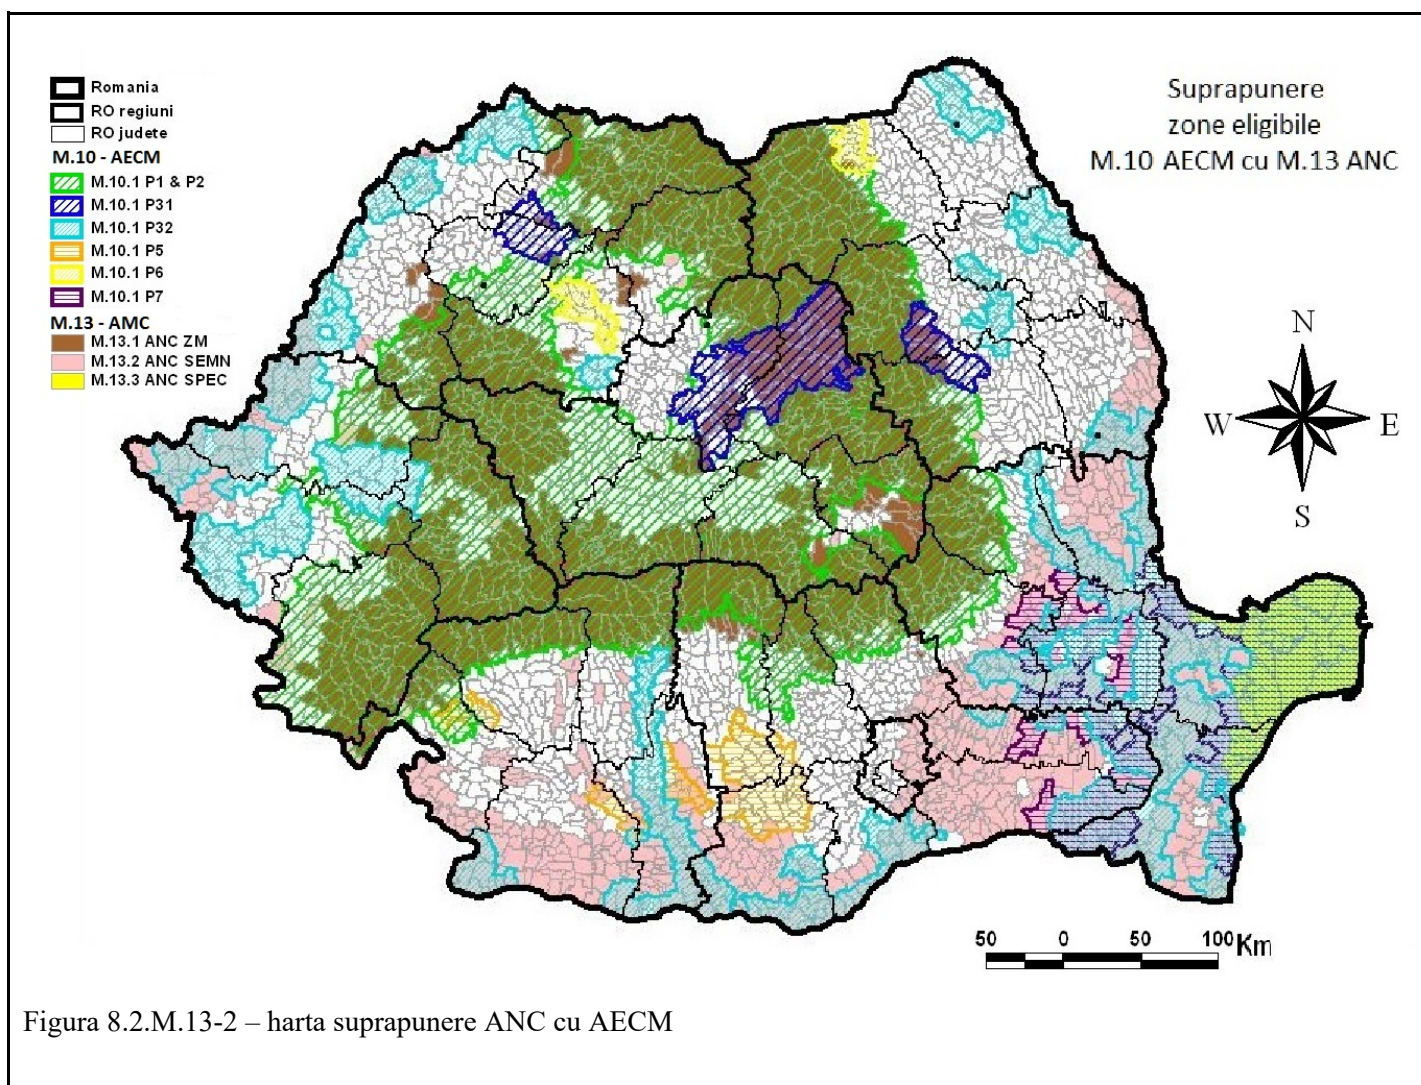 Romania
RO regiuni
RO judete
M.10 - AECM
M.10.1 P1 & P2
M.10.1 P31
M.10.1 P32
M.10.1 P5
M.10.1 P6
M.10.1 P7
M.13 - AMC
M.13.1 ANC ZM
M.13.2 ANC SEMN
M.13.3 ANC SPEC
Suprapunere
zone eligibile
M.10 AECM cu M.13 ANC
N
W E
S
50 0 50 100 Km
Figura 8.2.M.13-2 – harta suprapunere ANC cu AECM